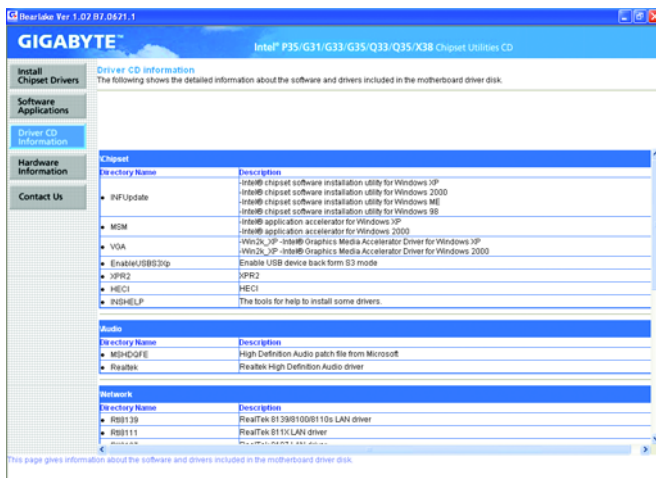 Bearlake Ver 1.02 B7.0621.1
GIGABYTE™
Intel® P35/G31/G33/G35/Q33/Q35/X38 Chipset Utilities CD
Install
Chipset Drivers
Software
Applications
Driver CD
Information
Hardware
Information
Contact Us
Driver CD information
The following shows the detailed information about the software and drivers included in the motherboard driver disk.
\Chipset
Directory Name Description
• INFUpdate
-Intel® chipset software installation utility for Windows XP
-Intel® chipset software installation utility for Windows 2000
-Intel® chipset software installation utility for Windows ME
-Intel® chipset software installation utility for Windows 98
• MSM
-Intel® application accelerator for Windows XP
-Intel® application accelerator for Windows 2000
• VGA
-Win2k_XP -Intel® Graphics Media Accelerator Driver for Windows XP
-Win2k_XP -Intel® Graphics Media Accelerator Driver for Windows 2000
• EnableUSBS3Xp Enable USB device back form S3 mode
• XPR2 XPR2
• HECI HECI
• INSHELP The tools for help to install some drivers.
\Audio
Directory Name Description
• MSHDQFE High Definition Audio patch file from Microsoft
• Realtek Realtek High Definition Audio driver
\Network
Directory Name Description
• R98139 RealTek 8139/8100/8110s LAN driver
• R98111 RealTek 811X LAN driver
This page gives information about the software and drivers included in the motherboard driver disk.